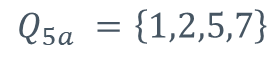 Q₅ₐ = {1,2,5,7}